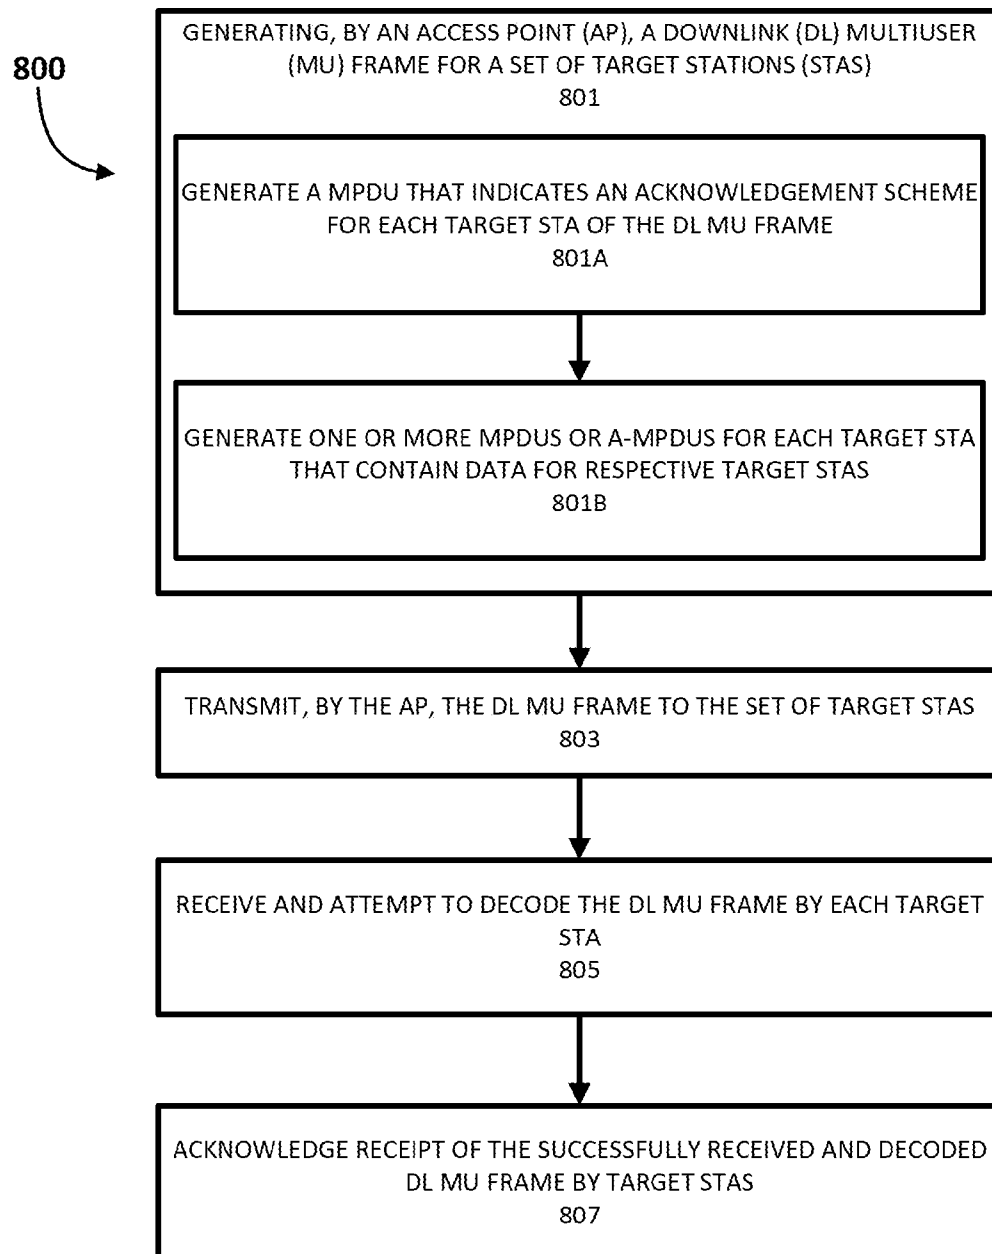 800
GENERATING, BY AN ACCESS POINT (AP), A DOWNLINK (DL) MULTIUSER
(MU) FRAME FOR A SET OF TARGET STATIONS (STAS)
801
GENERATE A MPDU THAT INDICATES AN ACKNOWLEDGEMENT SCHEME
FOR EACH TARGET STA OF THE DL MU FRAME
801A
GENERATE ONE OR MORE MPDUS OR A-MPDUS FOR EACH TARGET STA
THAT CONTAIN DATA FOR RESPECTIVE TARGET STAS
801B
TRANSMIT, BY THE AP, THE DL MU FRAME TO THE SET OF TARGET STAS
803
RECEIVE AND ATTEMPT TO DECODE THE DL MU FRAME BY EACH TARGET
STA
805
ACKNOWLEDGE RECEIPT OF THE SUCCESSFULLY RECEIVED AND DECODED
DL MU FRAME BY TARGET STAS
807